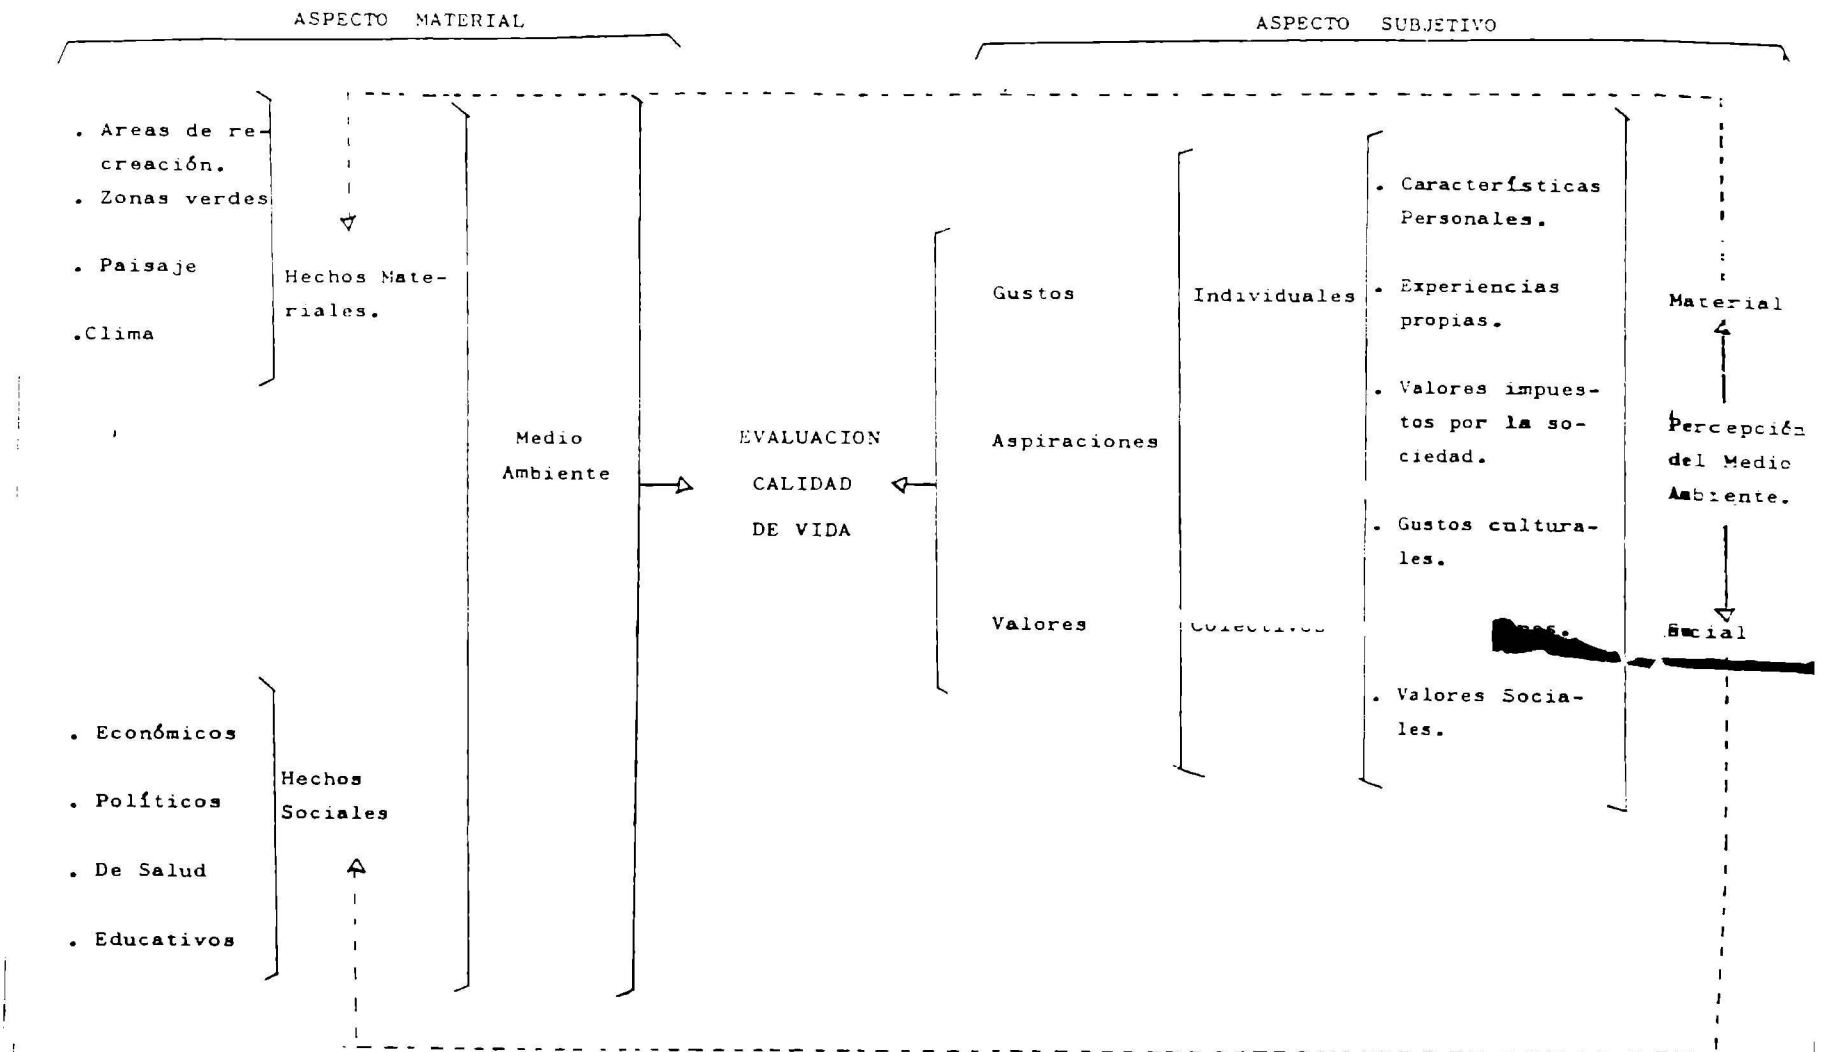 ASPECTO MATERIAL
ASPECTO SUBJETIVO
. Areas de re-
creación.
. Zonas verdes
. Paisaje
.Clima
Hechos Mate-
riales.
. Económicos
. Políticos
. De Salud
. Educativos
Hechos
Sociales
Medio
Ambiente
EVALUACION
CALIDAD
DE VIDA
Gustos
Aspiraciones
Valores
Individuales
Colectivos
. Características
Personales.
. Experiencias
propias.
. Valores impues-
tos por la so-
ciedad.
. Gustos cultura-
les.
. Valores Socia-
les.
Material
Percepción
del Medio
Ambiente.
Social